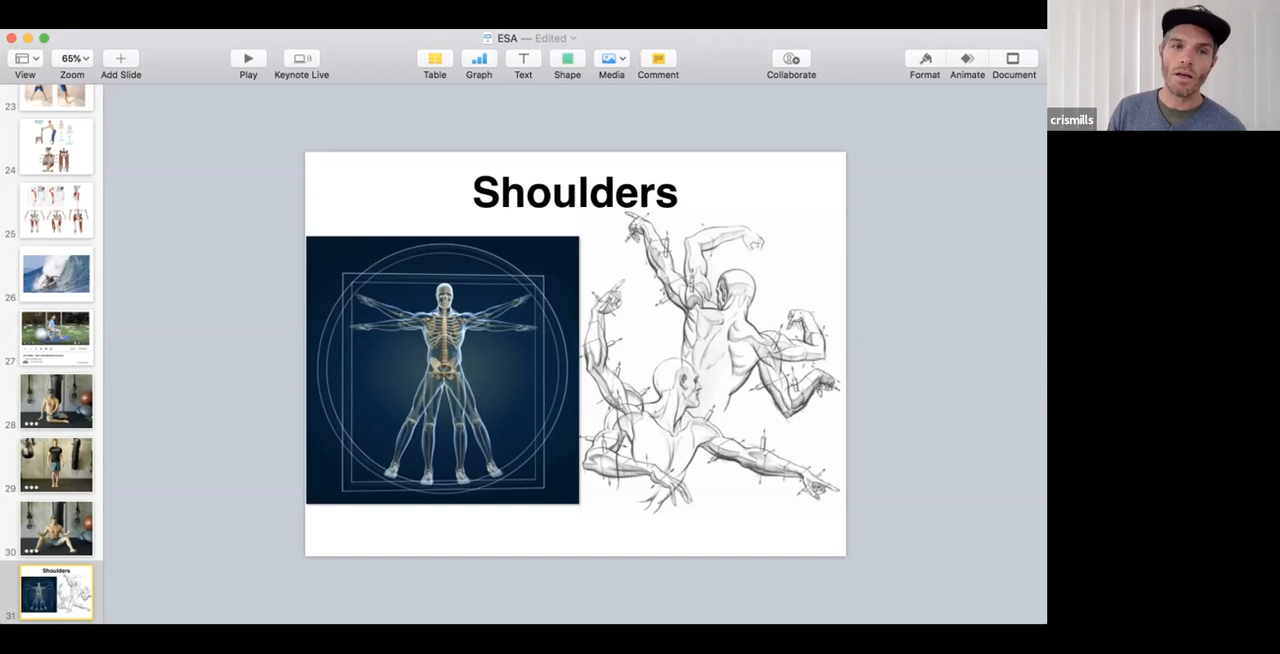 ESA — Edited
65%
View
Zoom
Add Slide
Play
Keynote Live
Table
Graph
Text
Shape
Media
Comment
Collaborate
Format
Animate
Document
crismills
23
24
25
26
27
28
29
30
31
Shoulders
Shoulders